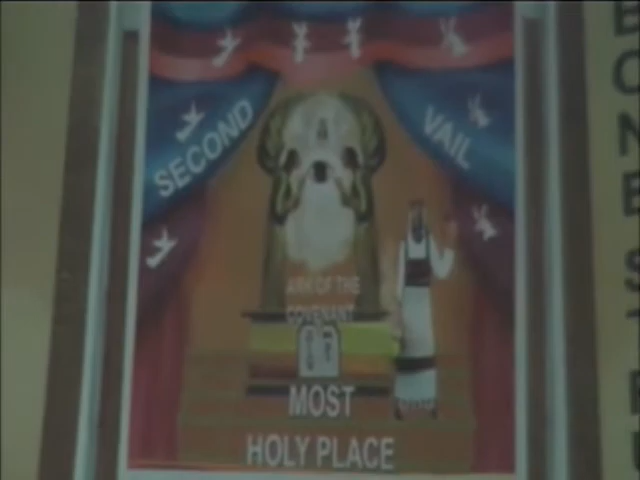 SECOND
VAIL
ARK OF THE
COVENANT
MOST
HOLY PLACE